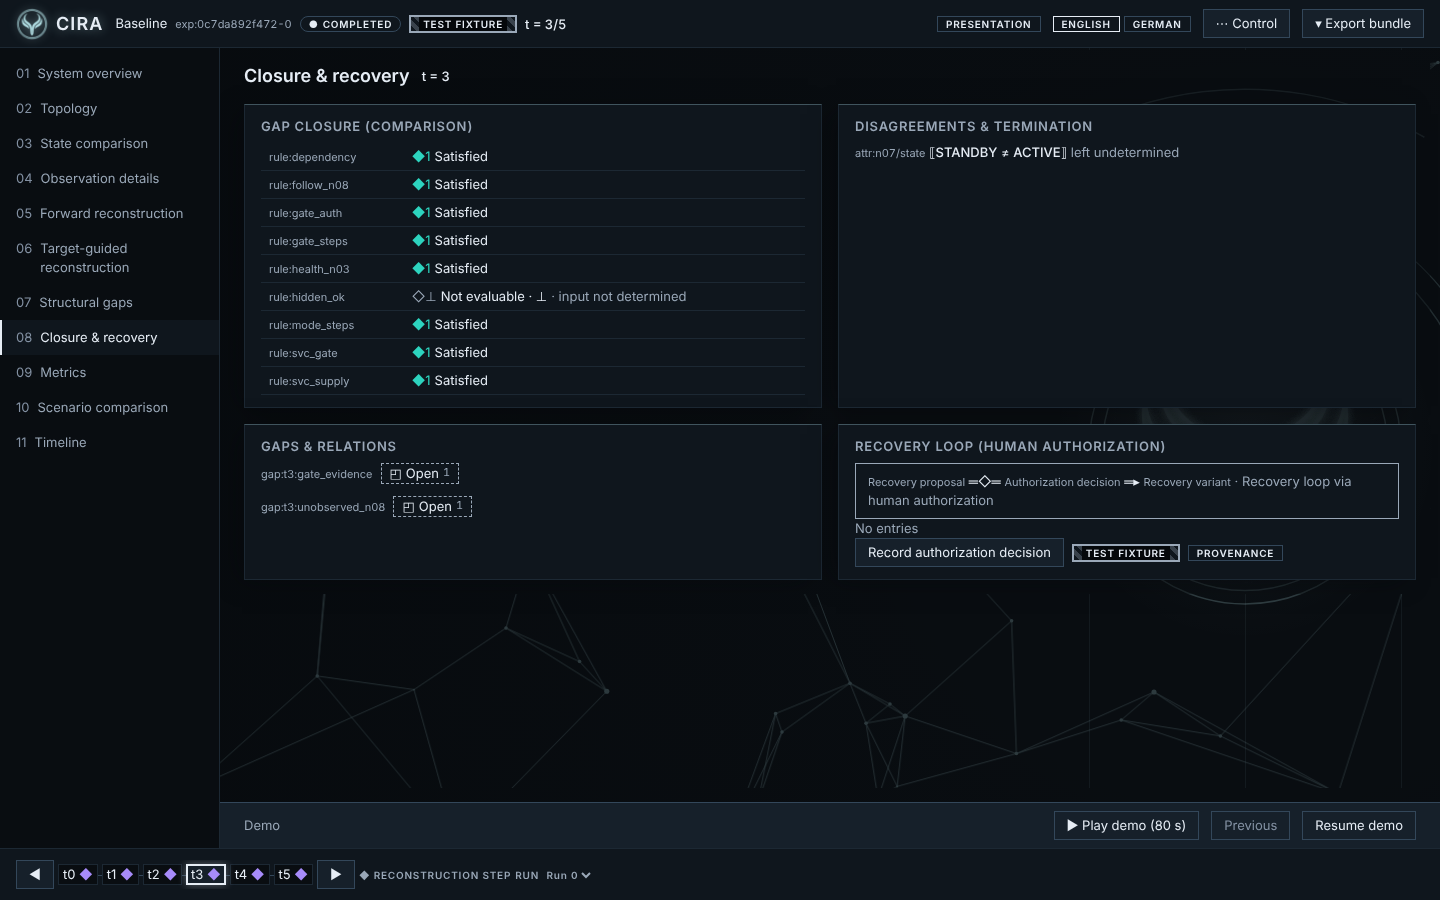 CIRA Baseline exp:0c7da892f472-0 ● COMPLETED TEST FIXTURE t = 3/5 PRESENTATION ENGLISH GERMAN ··· Control ▾ Export bundle
01 System overview
02 Topology
03 State comparison
04 Observation details
05 Forward reconstruction
06 Target-guided
reconstruction
07 Structural gaps
08 Closure & recovery
09 Metrics
10 Scenario comparison
11 Timeline
Closure & recovery t = 3
GAP CLOSURE (COMPARISON)
rule:dependency ◆1 Satisfied
rule:follow_n08 ◆1 Satisfied
rule:gate_auth ◆1 Satisfied
rule:gate_steps ◆1 Satisfied
rule:health_n03 ◆1 Satisfied
rule:hidden_ok ◇⊥ Not evaluable · ⊥ · input not determined
rule:mode_steps ◆1 Satisfied
rule:svc_gate ◆1 Satisfied
rule:svc_supply ◆1 Satisfied
DISAGREEMENTS & TERMINATION
attr:n07/state ⟦STANDBY ≠ ACTIVE⟧ left undetermined
GAPS & RELATIONS
gap:t3:gate_evidence ◰ Open 1
gap:t3:unobserved_n08 ◰ Open 1
RECOVERY LOOP (HUMAN AUTHORIZATION)
Recovery proposal ═◇═ Authorization decision ═▸ Recovery variant · Recovery loop via
human authorization
No entries
Record authorization decision TEST FIXTURE PROVENANCE
Demo ▶ Play demo (80 s) Previous Resume demo
◀ t0 ◆ t1 ◆ t2 ◆ t3 ◆ t4 ◆ t5 ◆ ▶ ◆ RECONSTRUCTION STEP RUN Run 0